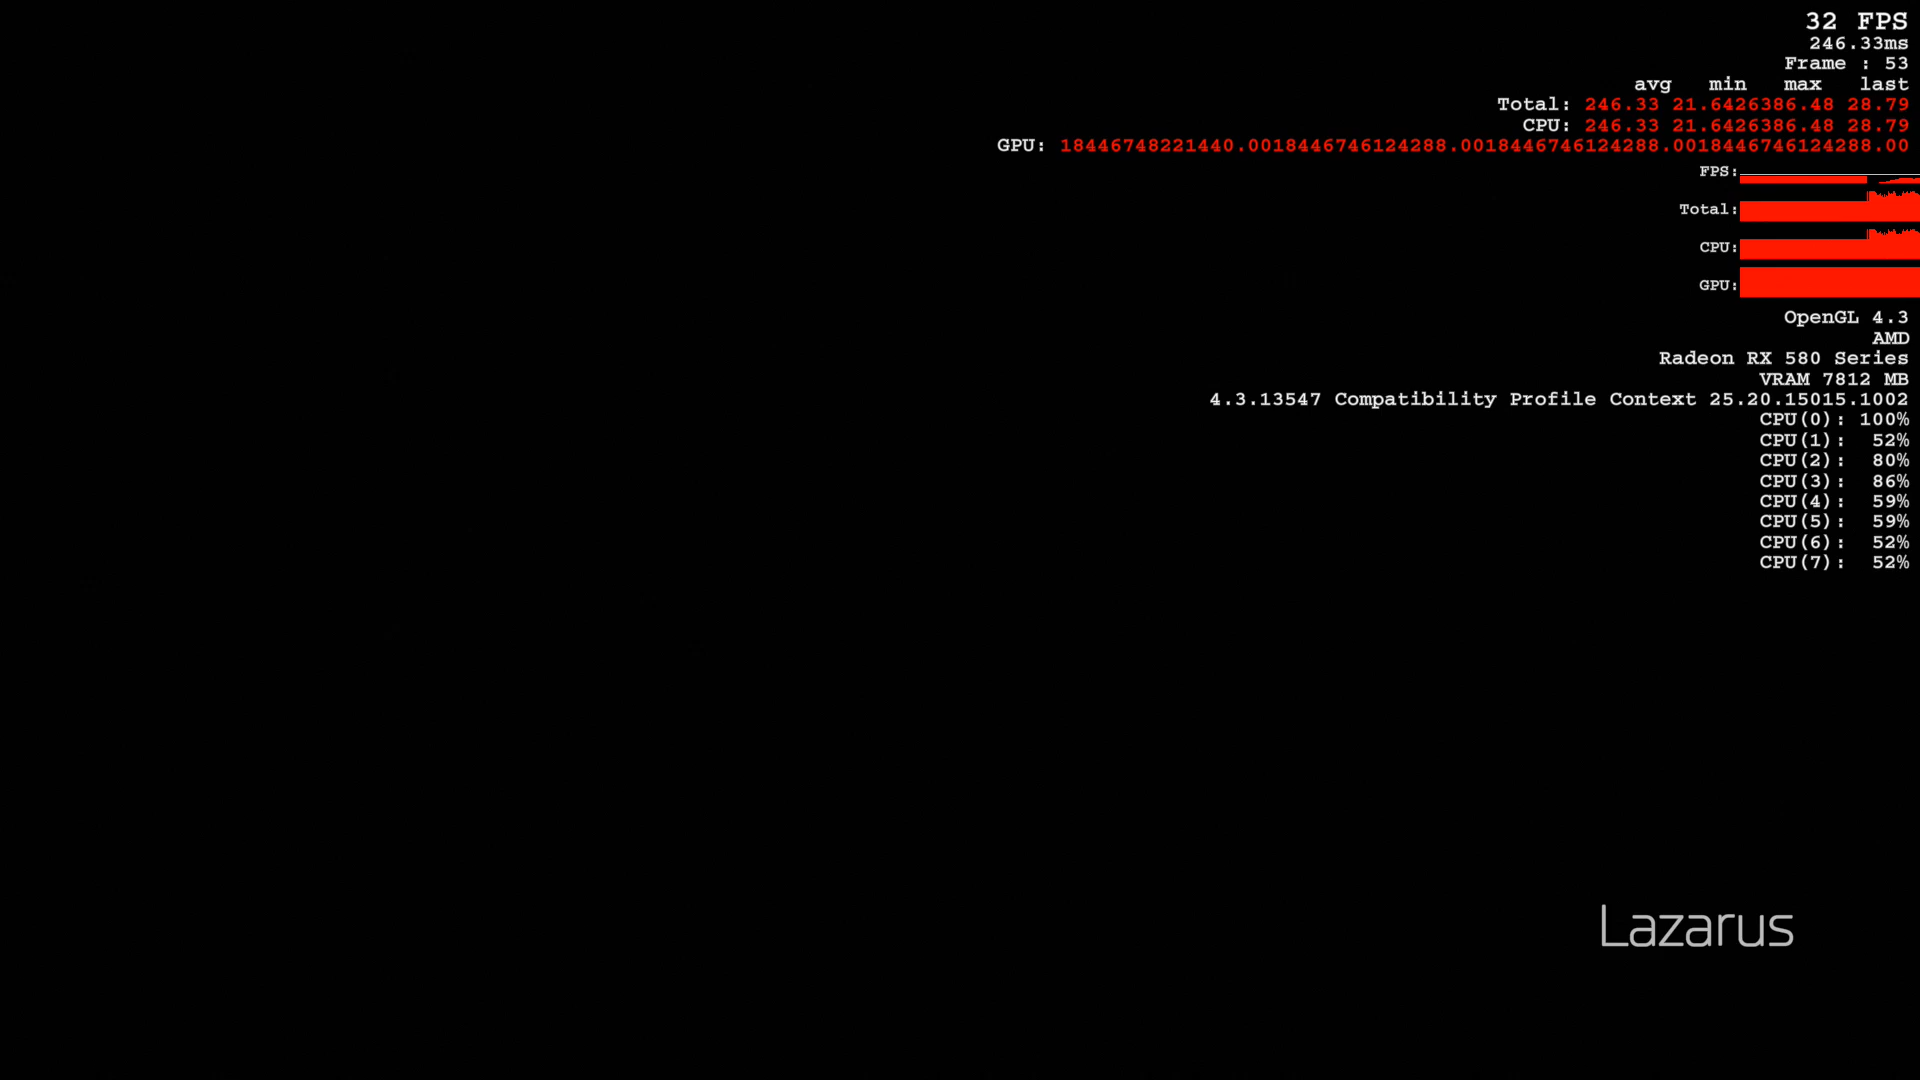 32 FPS
246.33ms
Frame : 53
avg min max last
Total: 246.33 21.6426386.48 28.79
CPU: 246.33 21.6426386.48 28.79
GPU: 18446748221440.0018446746124288.0018446746124288.0018446746124288.00
FPS:
Total:
CPU:
GPU:
OpenGL 4.3
AMD
Radeon RX 580 Series
VRAM 7812 MB
4.3.13547 Compatibility Profile Context 25.20.15015.1002
CPU(0): 100%
CPU(1): 52%
CPU(2): 80%
CPU(3): 86%
CPU(4): 59%
CPU(5): 59%
CPU(6): 52%
CPU(7): 52%
Lazarus